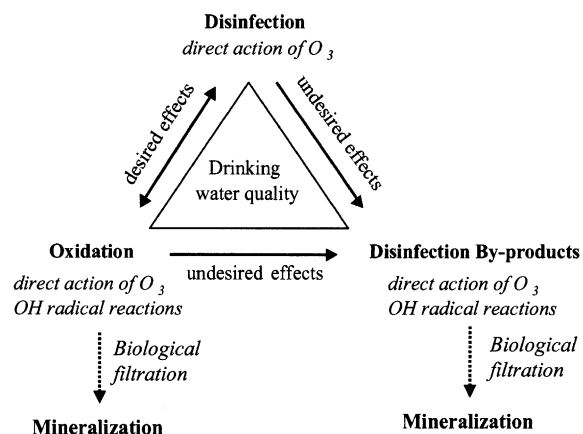 Disinfection
direct action of O3
desired effects
undesired effects
Drinking
water quality
Oxidation
undesired effects
Disinfection By-products
direct action of O3
OH radical reactions
direct action of O3
OH radical reactions
Biological
filtration
Biological
filtration
Mineralization
Mineralization